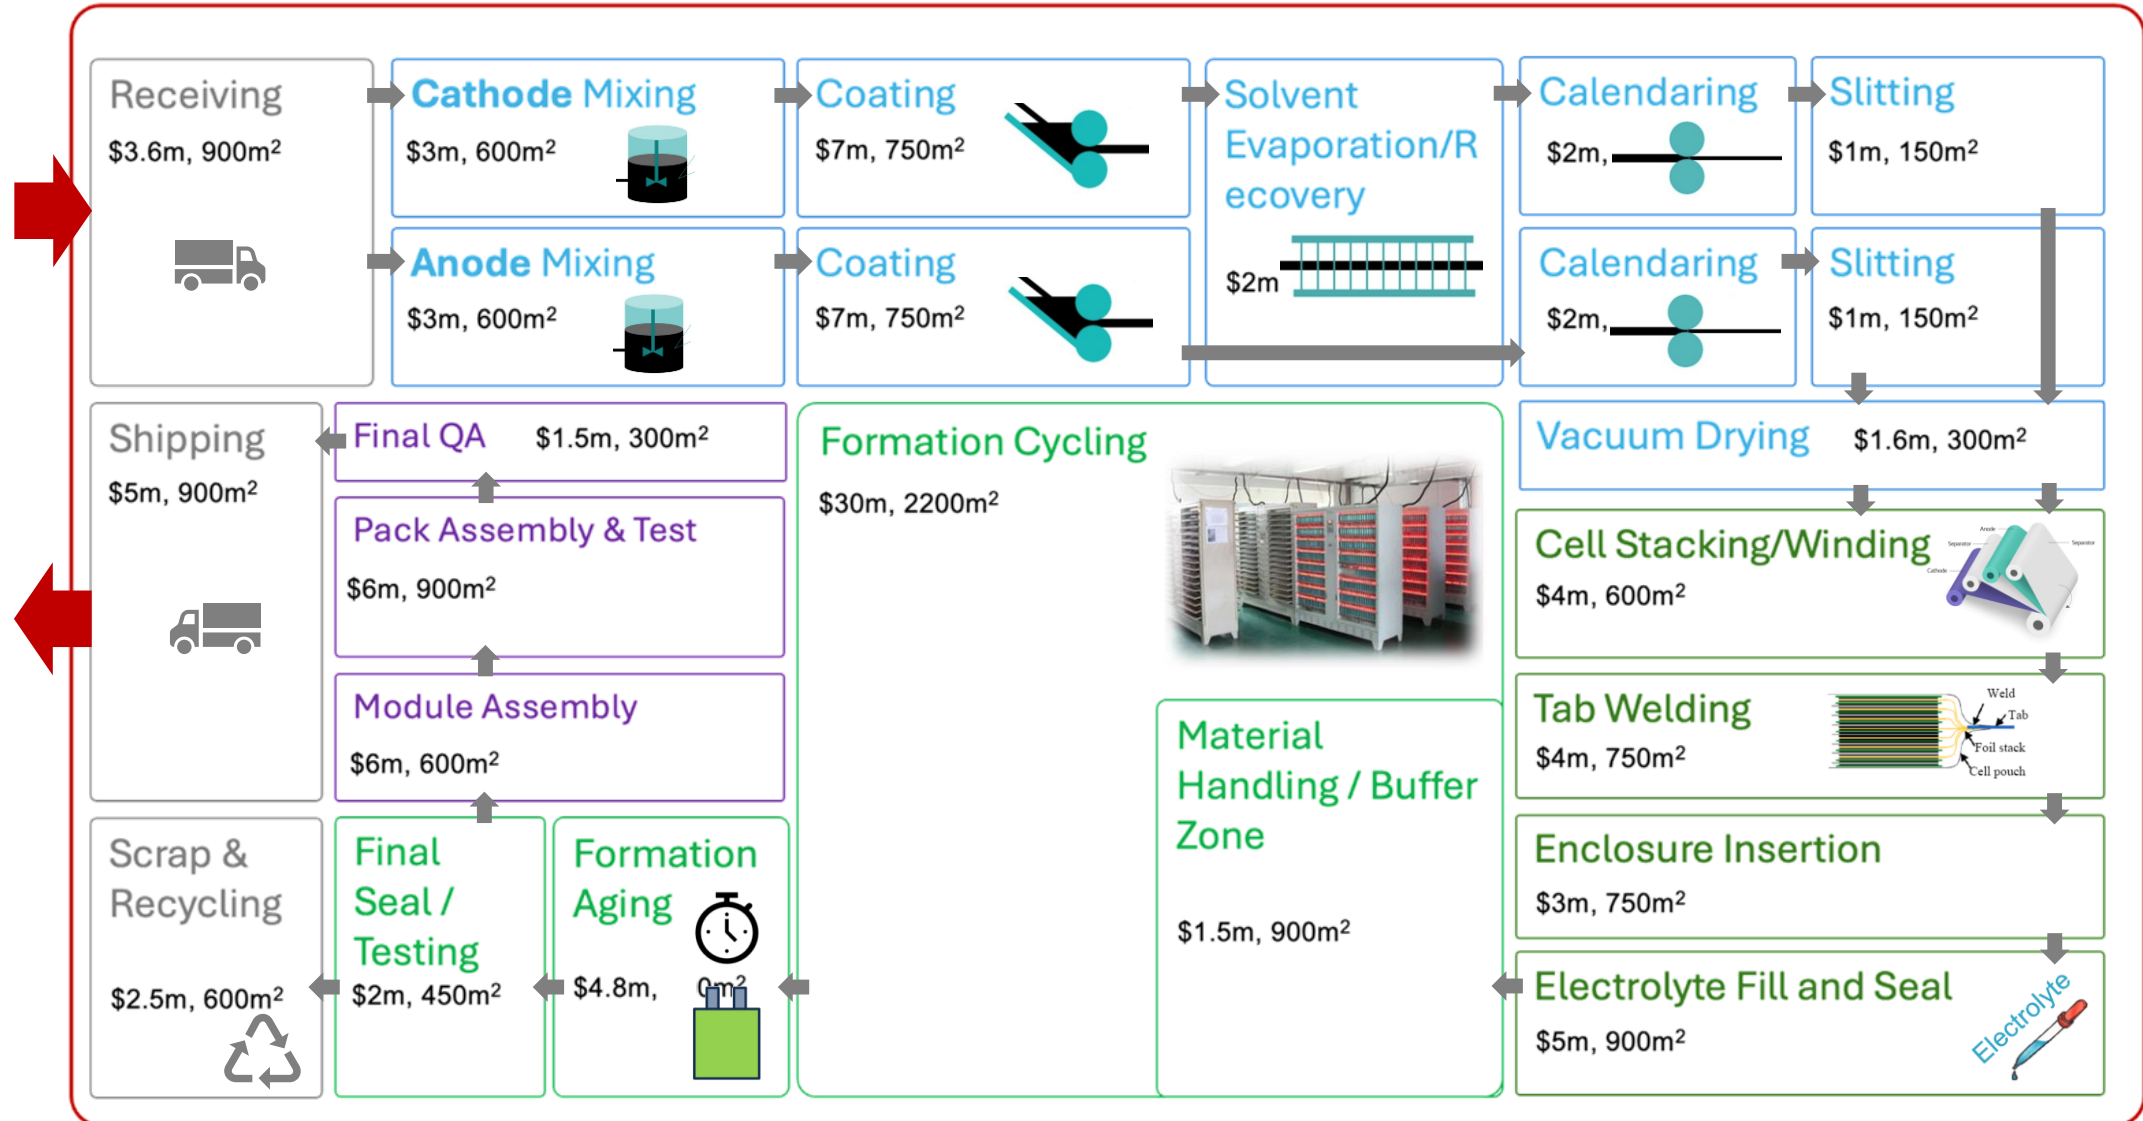 Receiving
$3.6m, 900m²
Cathode Mixing
$3m, 600m²
Coating
$7m, 750m²
Solvent
Evaporation/R
ecovery
$2m
Calendaring
$2m,
Slitting
$1m, 150m²
Anode Mixing
$3m, 600m²
Coating
$7m, 750m²
Calendaring
$2m,
Slitting
$1m, 150m²
Shipping
$5m, 900m²
Final QA $1.5m, 300m²
Pack Assembly & Test
$6m, 900m²
Module Assembly
$6m, 600m²
Formation Cycling
$30m, 2200m²
Material
Handling / Buffer
Zone
$1.5m, 900m²
Vacuum Drying $1.6m, 300m²
Cell Stacking/Winding
$4m, 600m²
Anode
Separator
Separator
Cathode
Tab Welding
$4m, 750m²
Weld
Tab
Foil stack
Cell pouch
Enclosure Insertion
$3m, 750m²
Electrolyte Fill and Seal
$5m, 900m²
Electrolyte
Scrap &
Recycling
$2.5m, 600m²
Final
Seal /
Testing
$2m, 450m²
Formation
Aging
$4.8m, 0m²